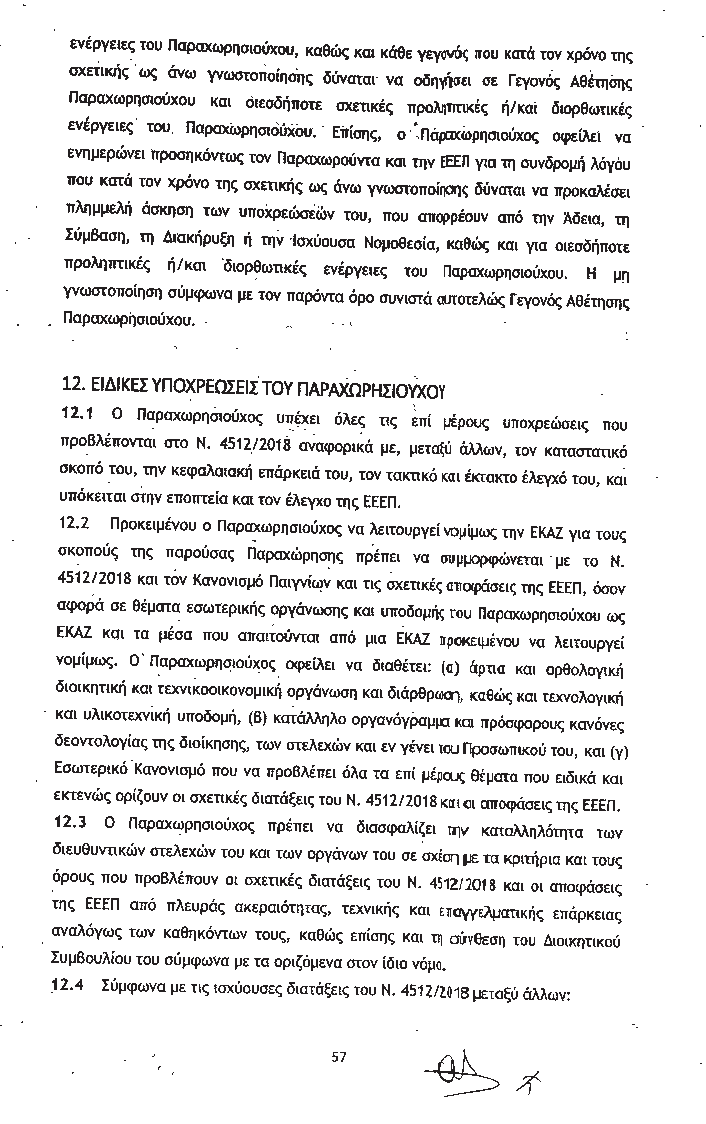 ενέργειες του Παραχωρησιούχου, καθώς και κάθε γεγονός που κατά τον χρόνο της
σχετικής ως άνω γνωστοποίησης δύναται να οδηγήσει σε Γεγονός Αθέτησης
Παραχωρησιούχου και οιεσδήποτε σχετικές προληπτικές ή/και διορθωτικές
ενέργειες του Παραχωρησιούχου. Επίσης, ο Παραχωρησιούχος οφείλει να
ενημερώνει προσηκόντως τον Παραχωρούντα και την ΕΕΕΠ για τη συνδρομή λόγου
που κατά τον χρόνο της σχετικής ως άνω γνωστοποίησης δύναται να προκαλέσει
πλημμελή άσκηση των υποχρεώσεών του, που απορρέουν από την Άδεια, τη
Σύμβαση, τη Διακήρυξη ή την Ισχύουσα Νομοθεσία, καθώς και για οιεσδήποτε
προληπτικές ή/και διορθωτικές ενέργειες του Παραχωρησιούχου. Η μη
γνωστοποίηση σύμφωνα με τον παρόντα όρο συνιστά αυτοτελώς Γεγονός Αθέτησης
Παραχωρησιούχου.
12. ΕΙΔΙΚΕΣ ΥΠΟΧΡΕΩΣΕΙΣ ΤΟΥ ΠΑΡΑΧΩΡΗΣΙΟΥΧΟΥ
12.1 Ο Παραχωρησιούχος υπέχει όλες τις επί μέρους υποχρεώσεις που
προβλέπονται στο Ν. 4512/2018 αναφορικά με, μεταξύ άλλων, τον καταστατικό
σκοπό του, την κεφαλαιακή επάρκειά του, τον τακτικό και έκτακτο έλεγχό του, και
υπόκειται στην εποπτεία και τον έλεγχο της ΕΕΕΠ.
12.2 Προκειμένου ο Παραχωρησιούχος να λειτουργεί νομίμως την ΕΚΑΖ για τους
σκοπούς της παρούσας Παραχώρησης πρέπει να συμμορφώνεται με το Ν.
4512/2018 και τον Κανονισμό Παιγνίων και τις σχετικές αποφάσεις της ΕΕΕΠ, όσον
αφορά σε θέματα εσωτερικής οργάνωσης και υποδομής του Παραχωρησιούχου ως
ΕΚΑΖ και τα μέσα που απαιτούνται από μια ΕΚΑΖ προκειμένου να λειτουργεί
νομίμως. Ο Παραχωρησιούχος οφείλει να διαθέτει: (α) άρτια και ορθολογική
διοικητική και τεχνικοοικονομική οργάνωση και διάρθρωση, καθώς και τεχνολογική
και υλικοτεχνική υποδομή, (β) κατάλληλο οργανόγραμμα και πρόσφορους κανόνες
δεοντολογίας της διοίκησης, των στελεχών και εν γένει του Προσωπικού του, και (γ)
Εσωτερικό Κανονισμό που να προβλέπει όλα τα επί μέρους θέματα που ειδικά και
εκτενώς ορίζουν οι σχετικές διατάξεις του Ν. 4512/2018 και οι αποφάσεις της ΕΕΕΠ.
12.3 Ο Παραχωρησιούχος πρέπει να διασφαλίζει την καταλληλότητα των
διευθυντικών στελεχών του και των οργάνων του σε σχέση με τα κριτήρια και τους
όρους που προβλέπουν οι σχετικές διατάξεις του Ν. 4512/2018 και οι αποφάσεις
της ΕΕΕΠ από πλευράς ακεραιότητας, τεχνικής και επαγγελματικής επάρκειας
αναλόγως των καθηκόντων τους, καθώς επίσης και τη σύνθεση του Διοικητικού
Συμβουλίου του σύμφωνα με τα οριζόμενα στον ίδιο νόμο.
12.4 Σύμφωνα με τις ισχύουσες διατάξεις του Ν. 4512/2018 μεταξύ άλλων:
57